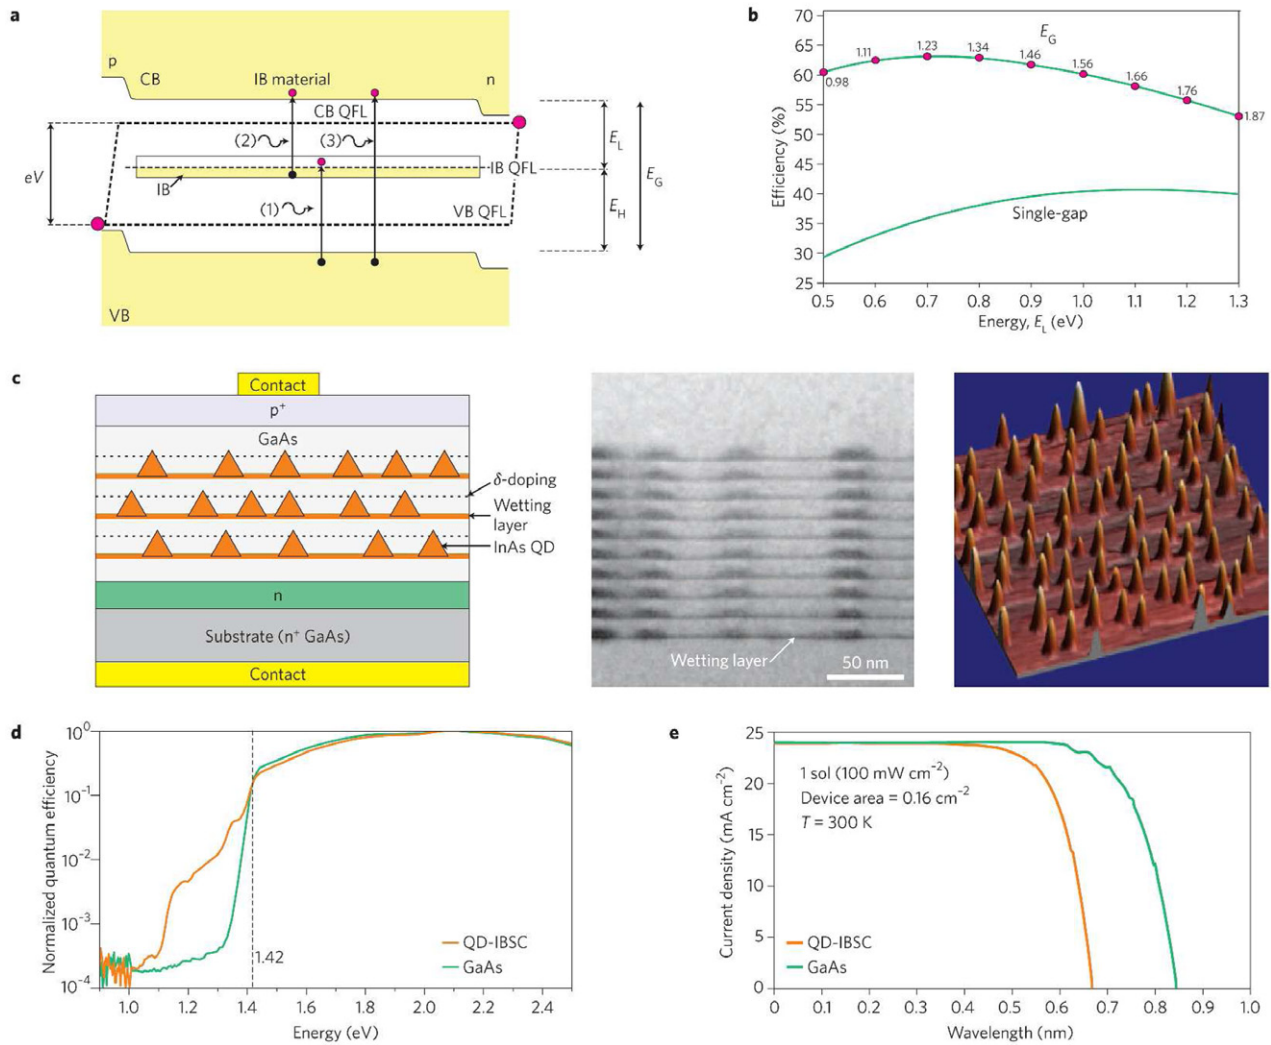 a
p
CB
IB material
n
CB QFL
(2)
(3)
E_L
eV
IB QFL
IB
E_G
(1)
E_H
VB QFL
VB
b
Efficiency (%)
70
65
60
55
50
45
40
35
30
25
E_G
0.98
1.11
1.23
1.34
1.46
1.56
1.66
1.76
1.87
Single-gap
0.5
0.6
0.7
0.8
0.9
1.0
1.1
1.2
1.3
Energy, E_L (eV)
c
Contact
p⁺
GaAs
δ-doping
Wetting
layer
InAs QD
n
Substrate (n⁺ GaAs)
Contact
Wetting layer
50 nm
d
Normalized quantum efficiency
10⁰
10⁻¹
10⁻²
10⁻³
10⁻⁴
1.42
QD-IBSC
GaAs
1.0
1.2
1.4
1.6
1.8
2.0
2.2
2.4
Energy (eV)
e
Current density (mA cm⁻²)
25
20
15
10
5
0
1 sol (100 mW cm⁻²)
Device area = 0.16 cm⁻²
T = 300 K
QD-IBSC
GaAs
0
0.1
0.2
0.3
0.4
0.5
0.6
0.7
0.8
0.9
1.0
Wavelength (nm)